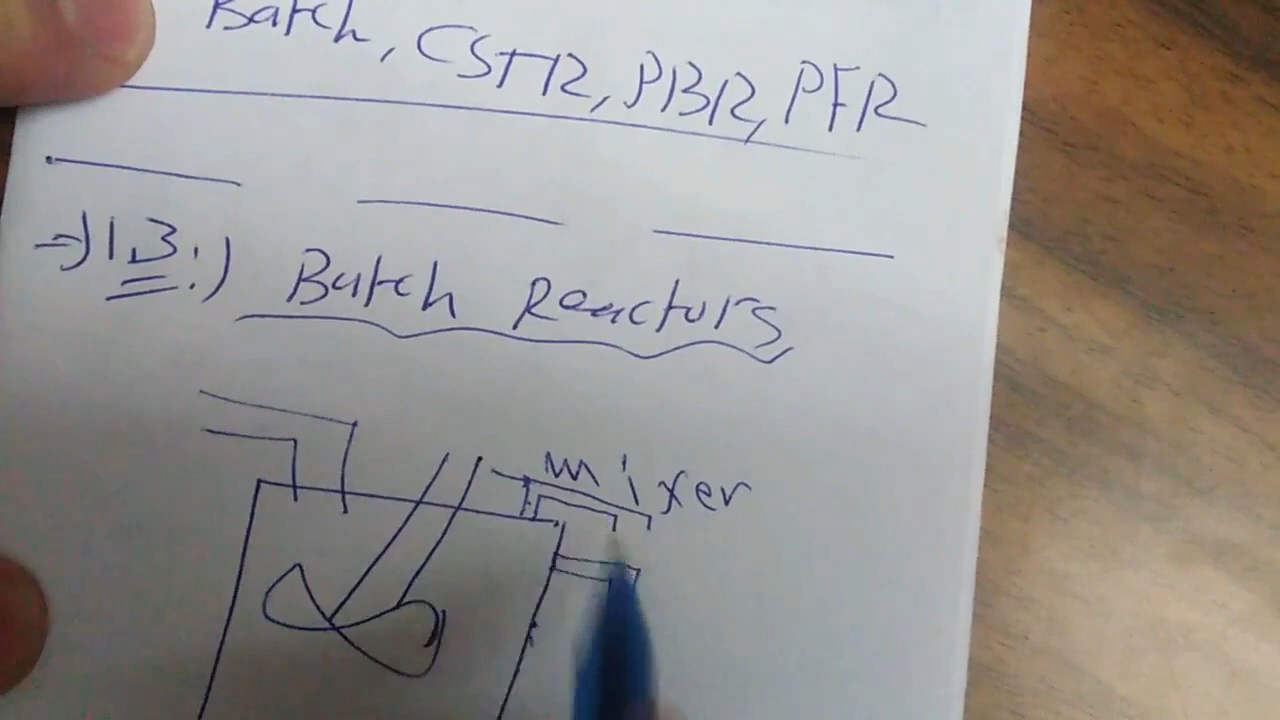 Batch, CSTR, PBR, PFR
⇒) 1.3:) Batch Reactors
mixer